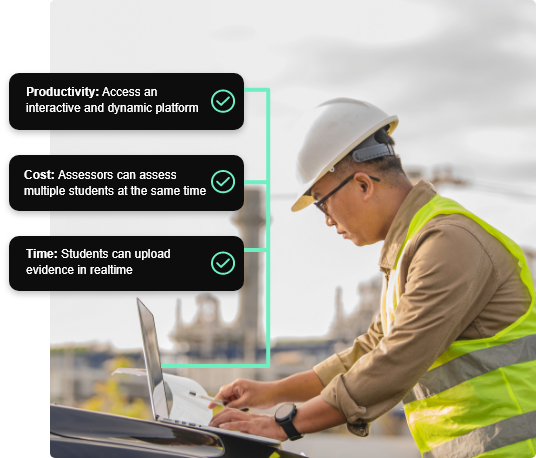 Productivity: Access an
interactive and dynamic platform
Cost: Assessors can assess
multiple students at the same time
Time: Students can upload
evidence in realtime